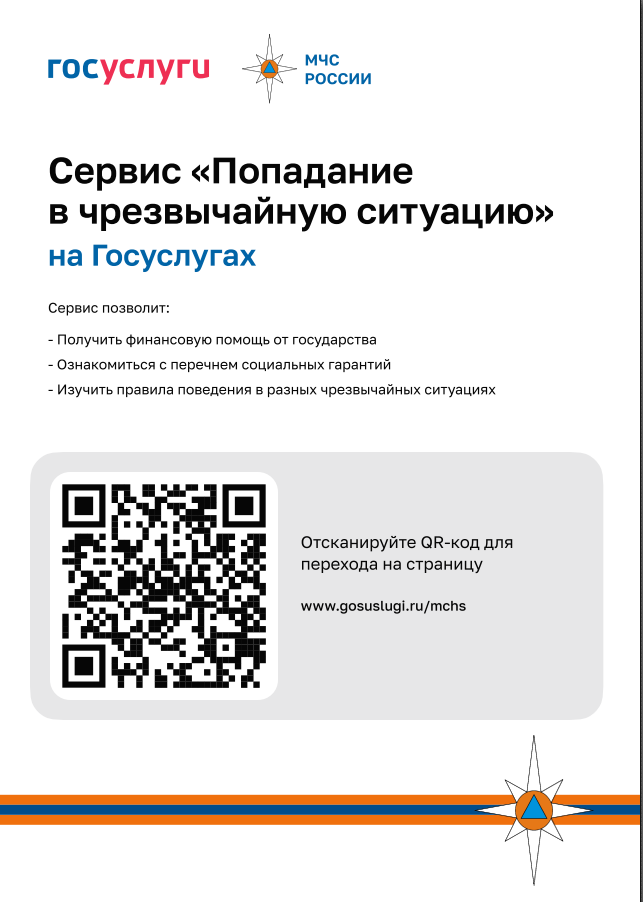 госуслуги
МЧС
РОССИИ
Сервис «Попадание
в чрезвычайную ситуацию»
на Госуслугах
Сервис позволит:
- Получить финансовую помощь от государства
- Ознакомиться с перечнем социальных гарантий
- Изучить правила поведения в разных чрезвычайных ситуациях
Отсканируйте QR-код для
перехода на страницу
www.gosuslugi.ru/mchs